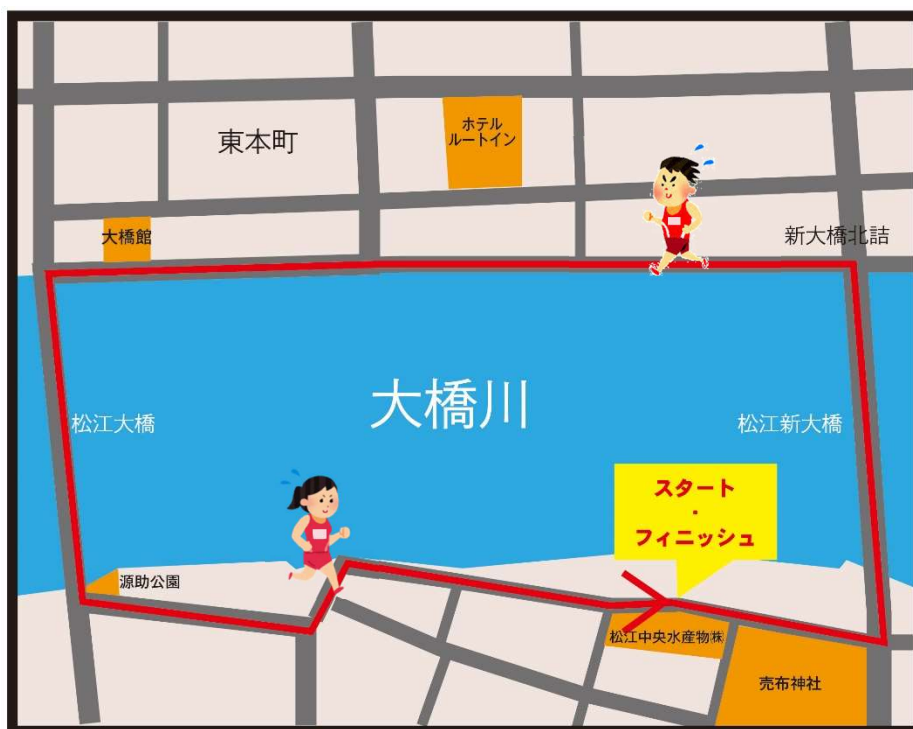 ホテル
ルートイン
東本町
大橋館
新大橋北詰
大橋川
松江大橋
松江新大橋
スタート
・
フィニッシュ
源助公園
松江中央水産物㈱
売布神社